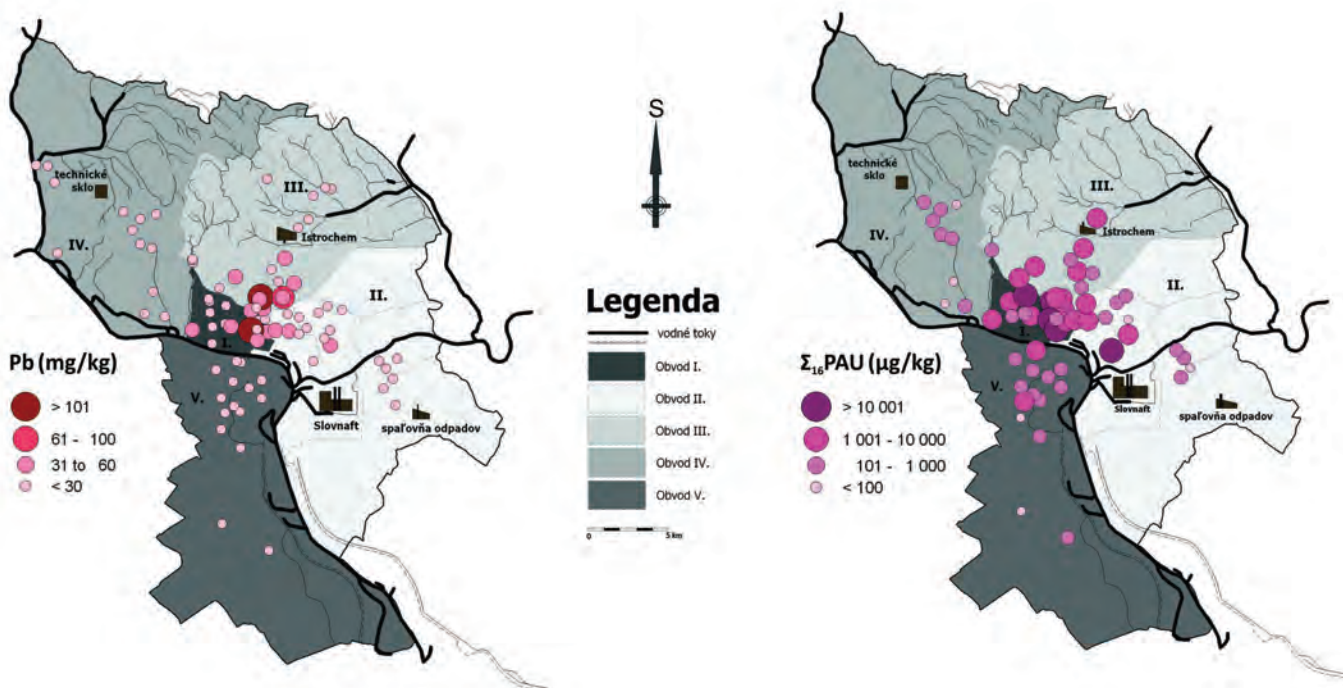 technické
sklo
III.
Istrochem
IV.
II.
I.
V.
Slovnaft
spaľovňa odpadov
Pb (mg/kg)
> 101
61 - 100
31 to 60
< 30
S
Legenda
vodné toky
Obvod I.
Obvod II.
Obvod III.
Obvod IV.
Obvod V.
0 5 km
technické
sklo
III.
Istrochem
IV.
II.
I.
V.
Slovnaft
spaľovňa odpadov
Σ₁₆PAU (µg/kg)
> 10 001
1 001 - 10 000
101 - 1 000
< 100